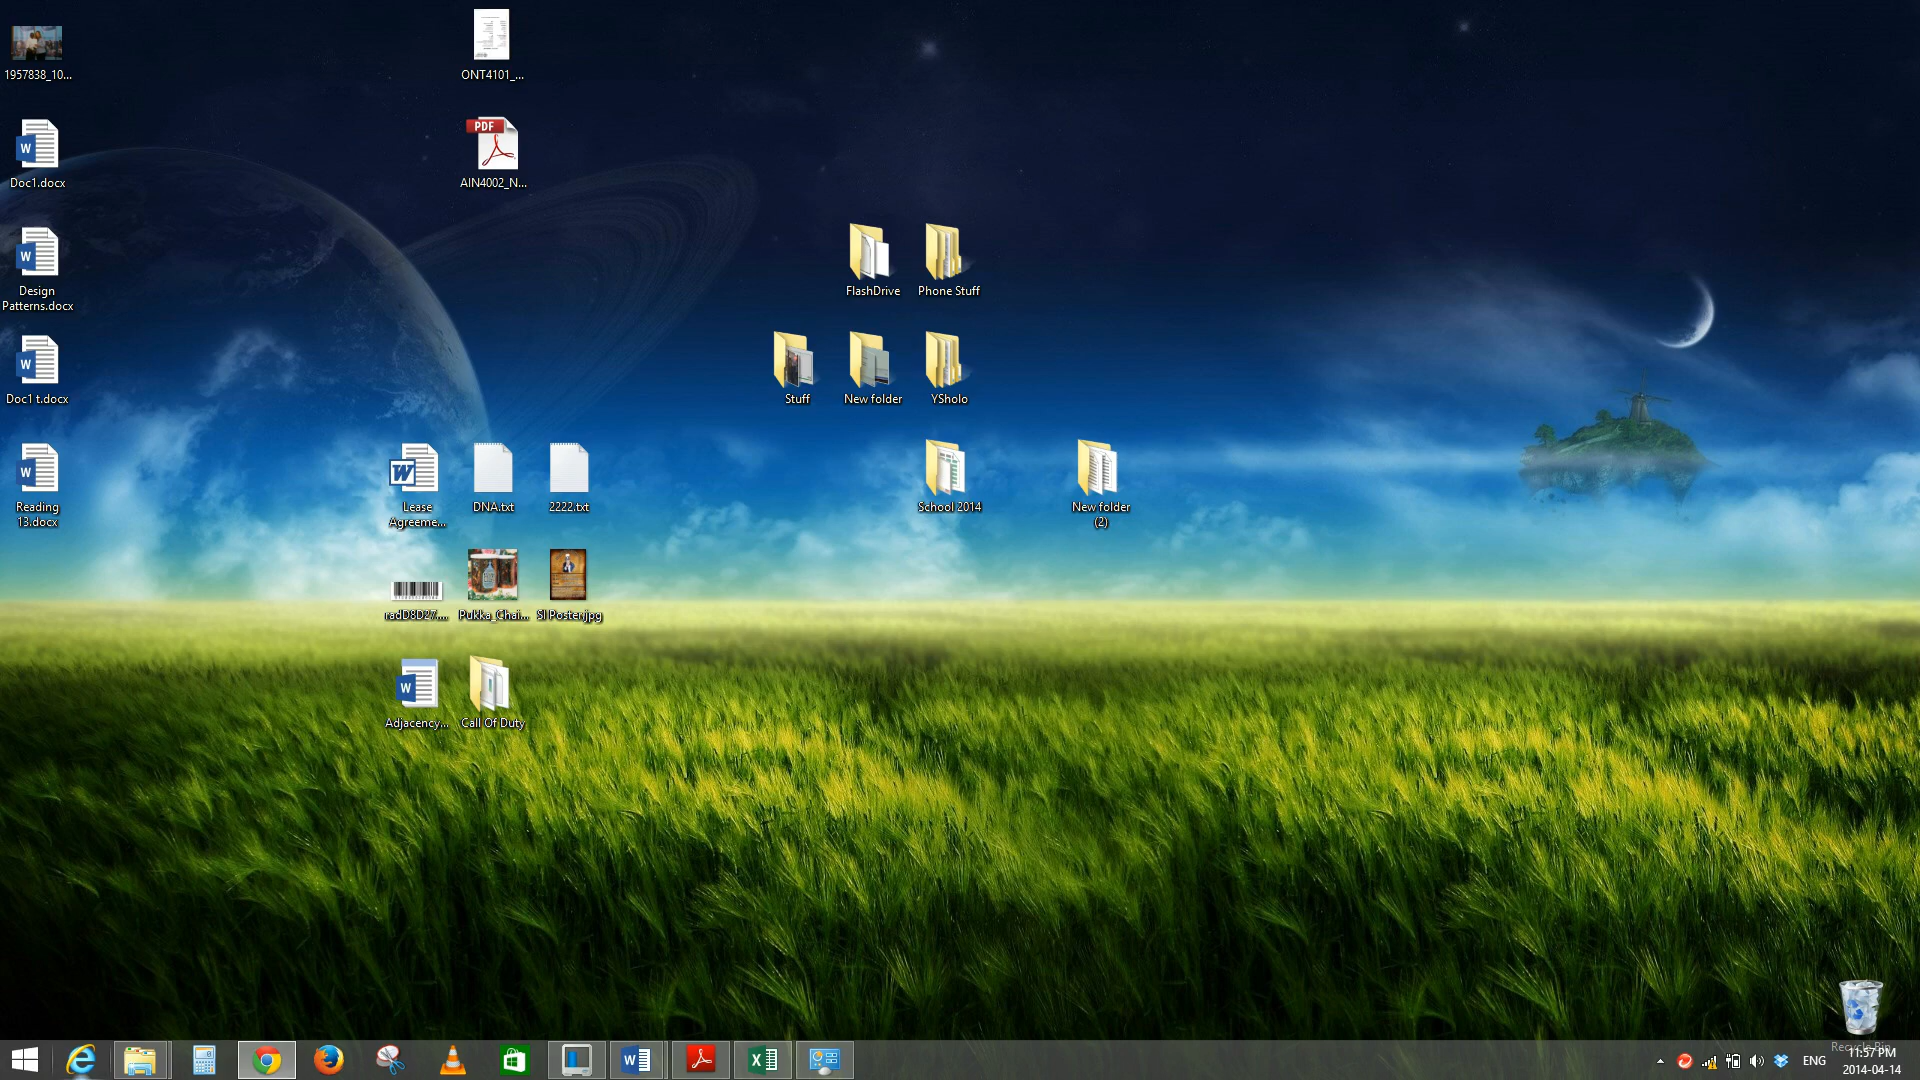 1957838_10...
ONT4101_...
Doc1.docx
PDF
AIN4002_N...
Design
Patterns.docx
FlashDrive
Phone Stuff
Doc1 t.docx
Stuff
New folder
YSholo
Reading
13.docx
Lease
Agreeme...
DNA.txt
2222.txt
School 2014
New folder
(2)
radD8D27....
Pukka_Chai...
SI Poster.jpg
Adjacency...
Call Of Duty
Recycle Bin
ENG
11:57 PM
2014-04-14